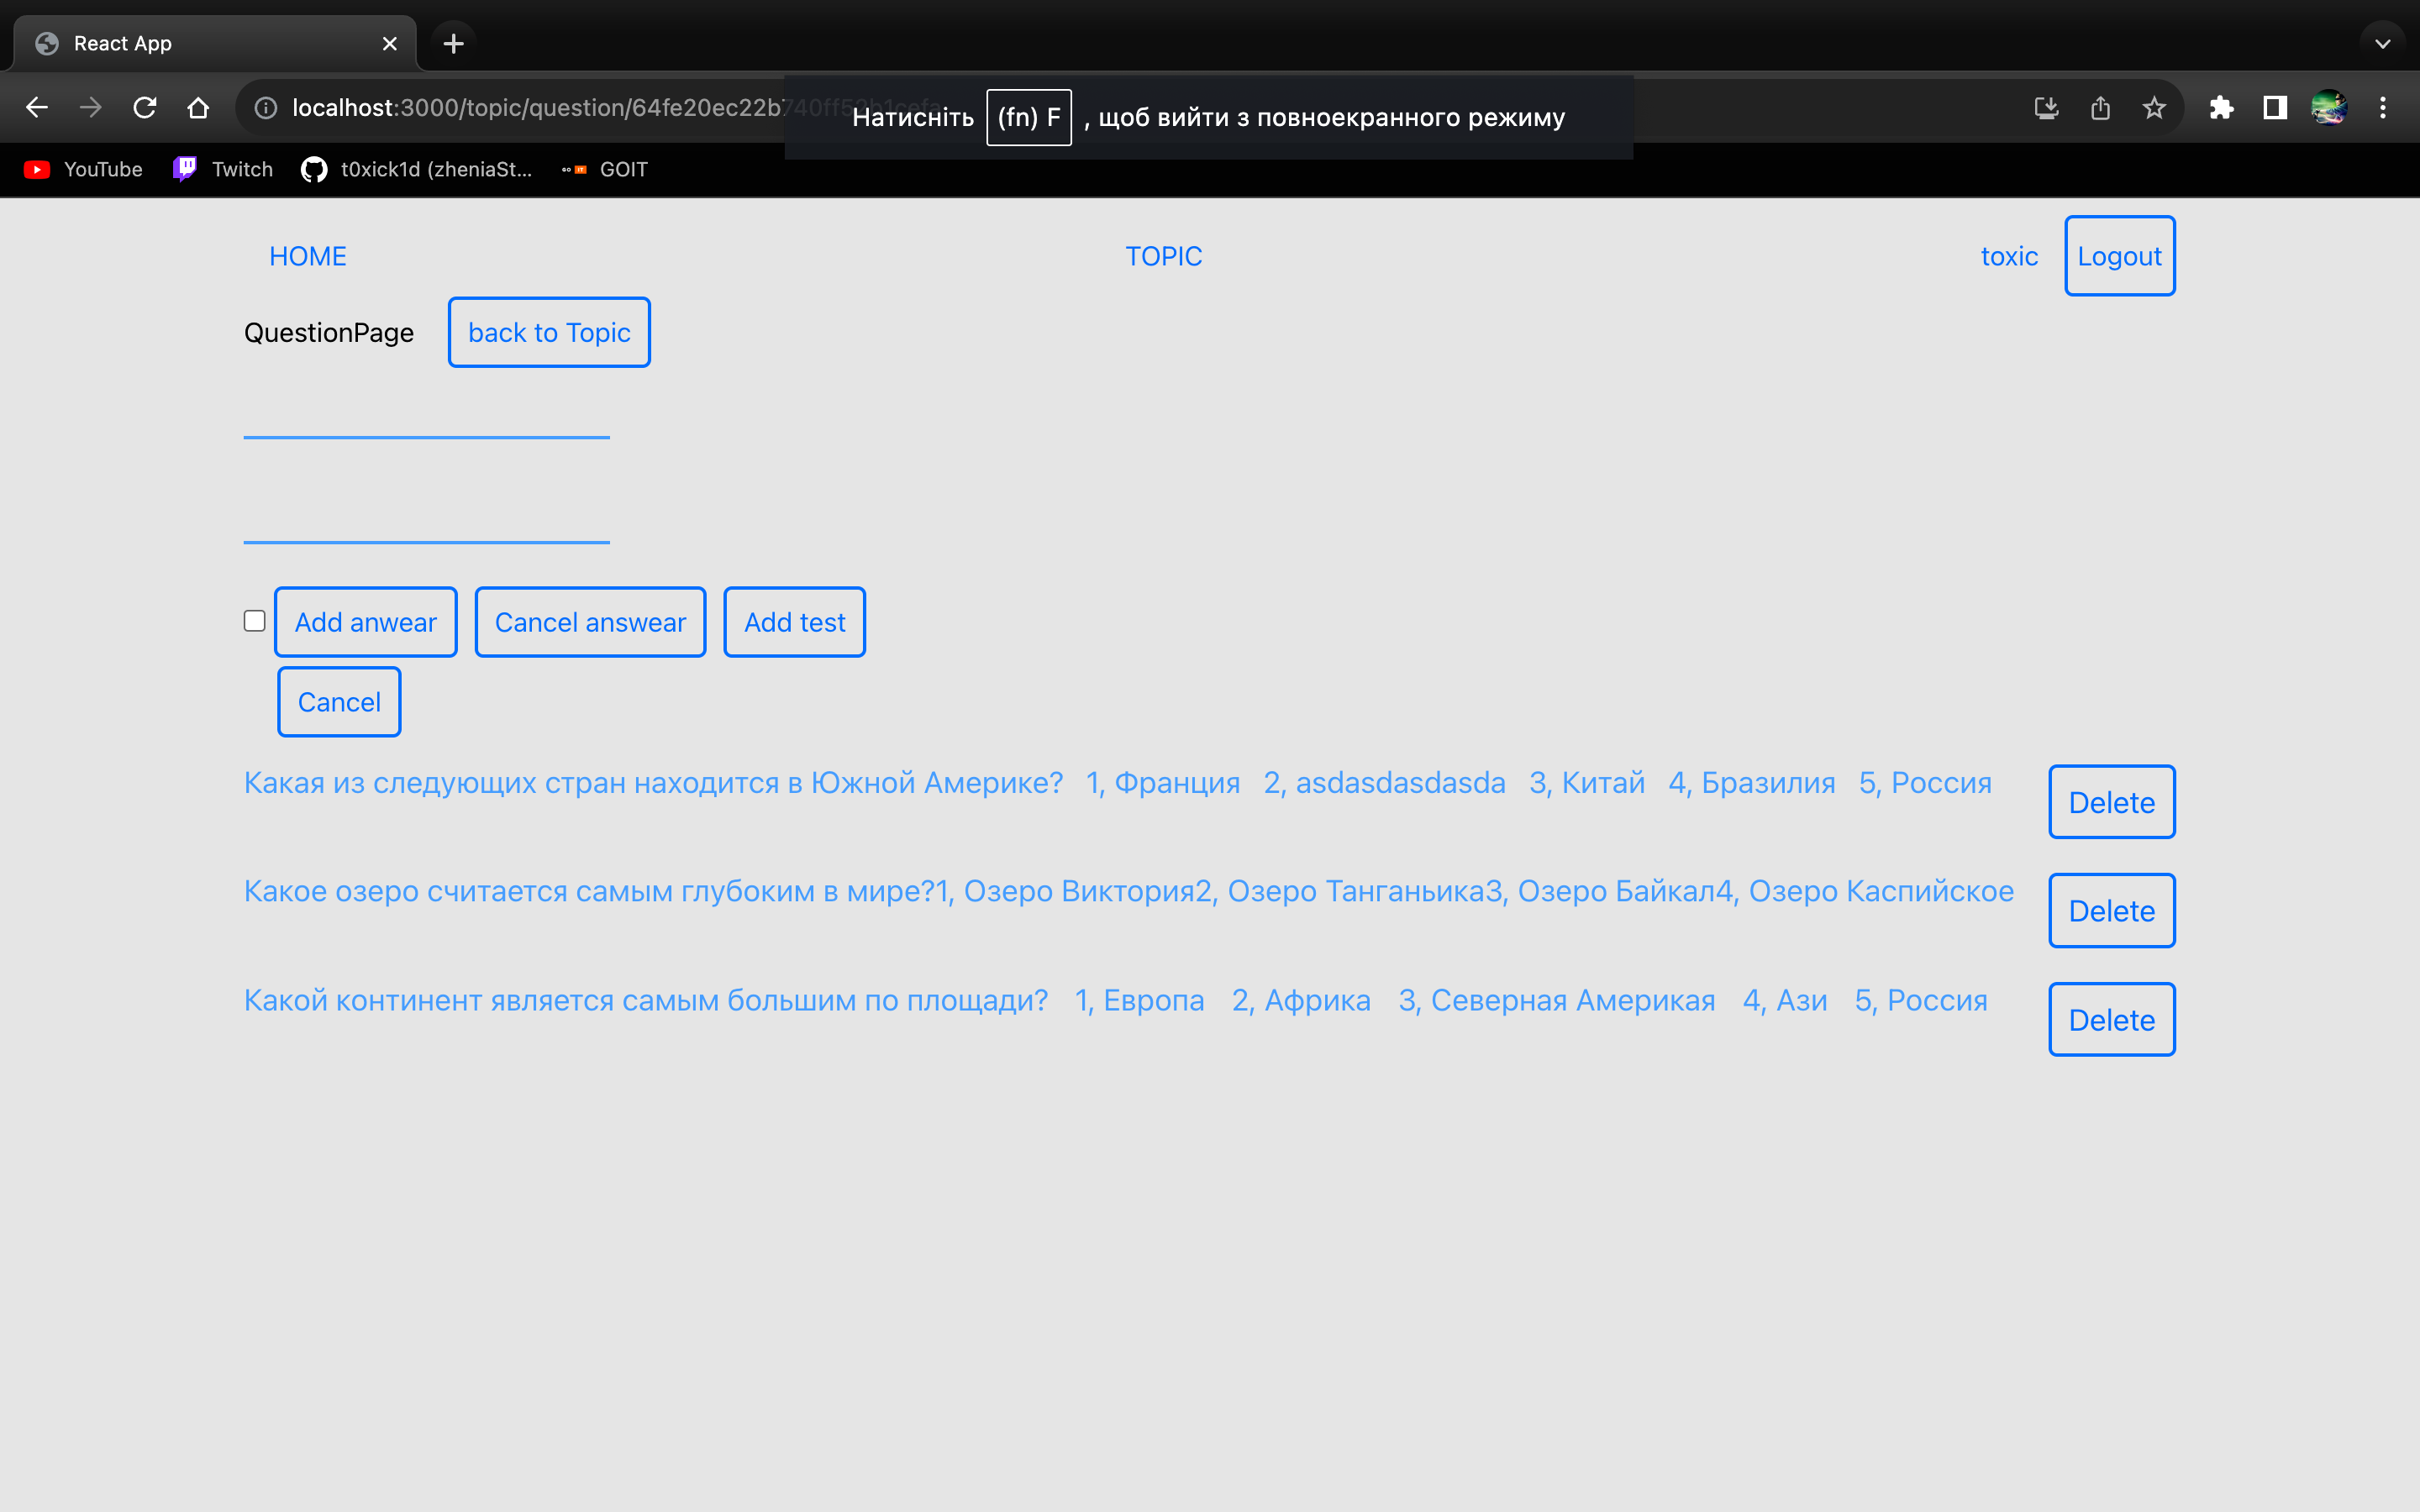 React App
localhost:3000/topic/question/64fe20ec22b740ff52b1cefa
Натисніть (fn) F , щоб вийти з повноекранного режиму
YouTube Twitch t0xick1d (zheniaSt... GOIT
HOME TOPIC toxic Logout
QuestionPage back to Topic
Add anwear Cancel answear Add test
Cancel
Какая из следующих стран находится в Южной Америке? 1, Франция 2, asdasdasdasda 3, Китай 4, Бразилия 5, Россия Delete
Какое озеро считается самым глубоким в мире?1, Озеро Виктория2, Озеро Танганьика3, Озеро Байкал4, Озеро Каспийское Delete
Какой континент является самым большим по площади? 1, Европа 2, Африка 3, Северная Америкая 4, Ази 5, Россия Delete